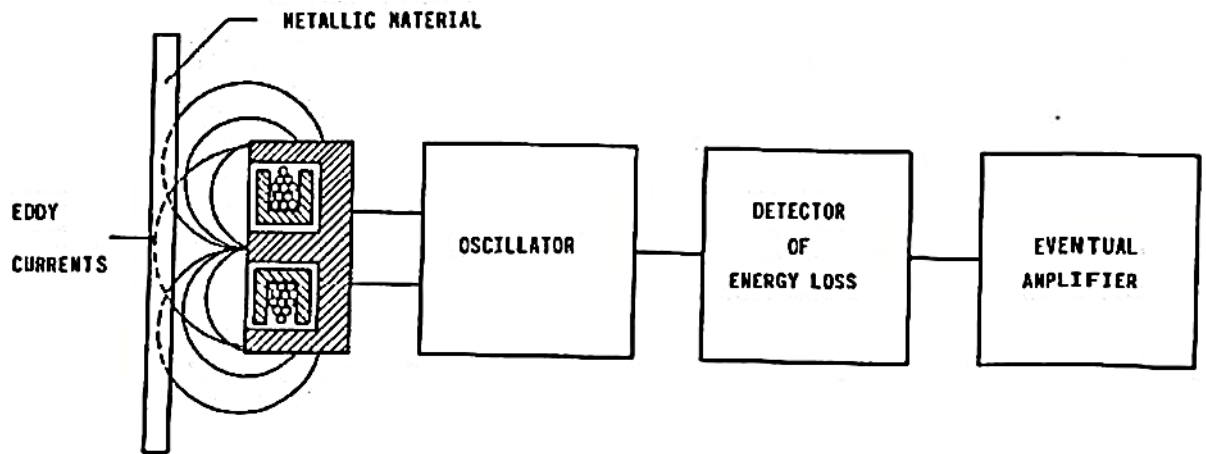 METALLIC MATERIAL
EDDY
CURRENTS
OSCILLATOR
DETECTOR
OF
ENERGY LOSS
EVENTUAL
AMPLIFIER